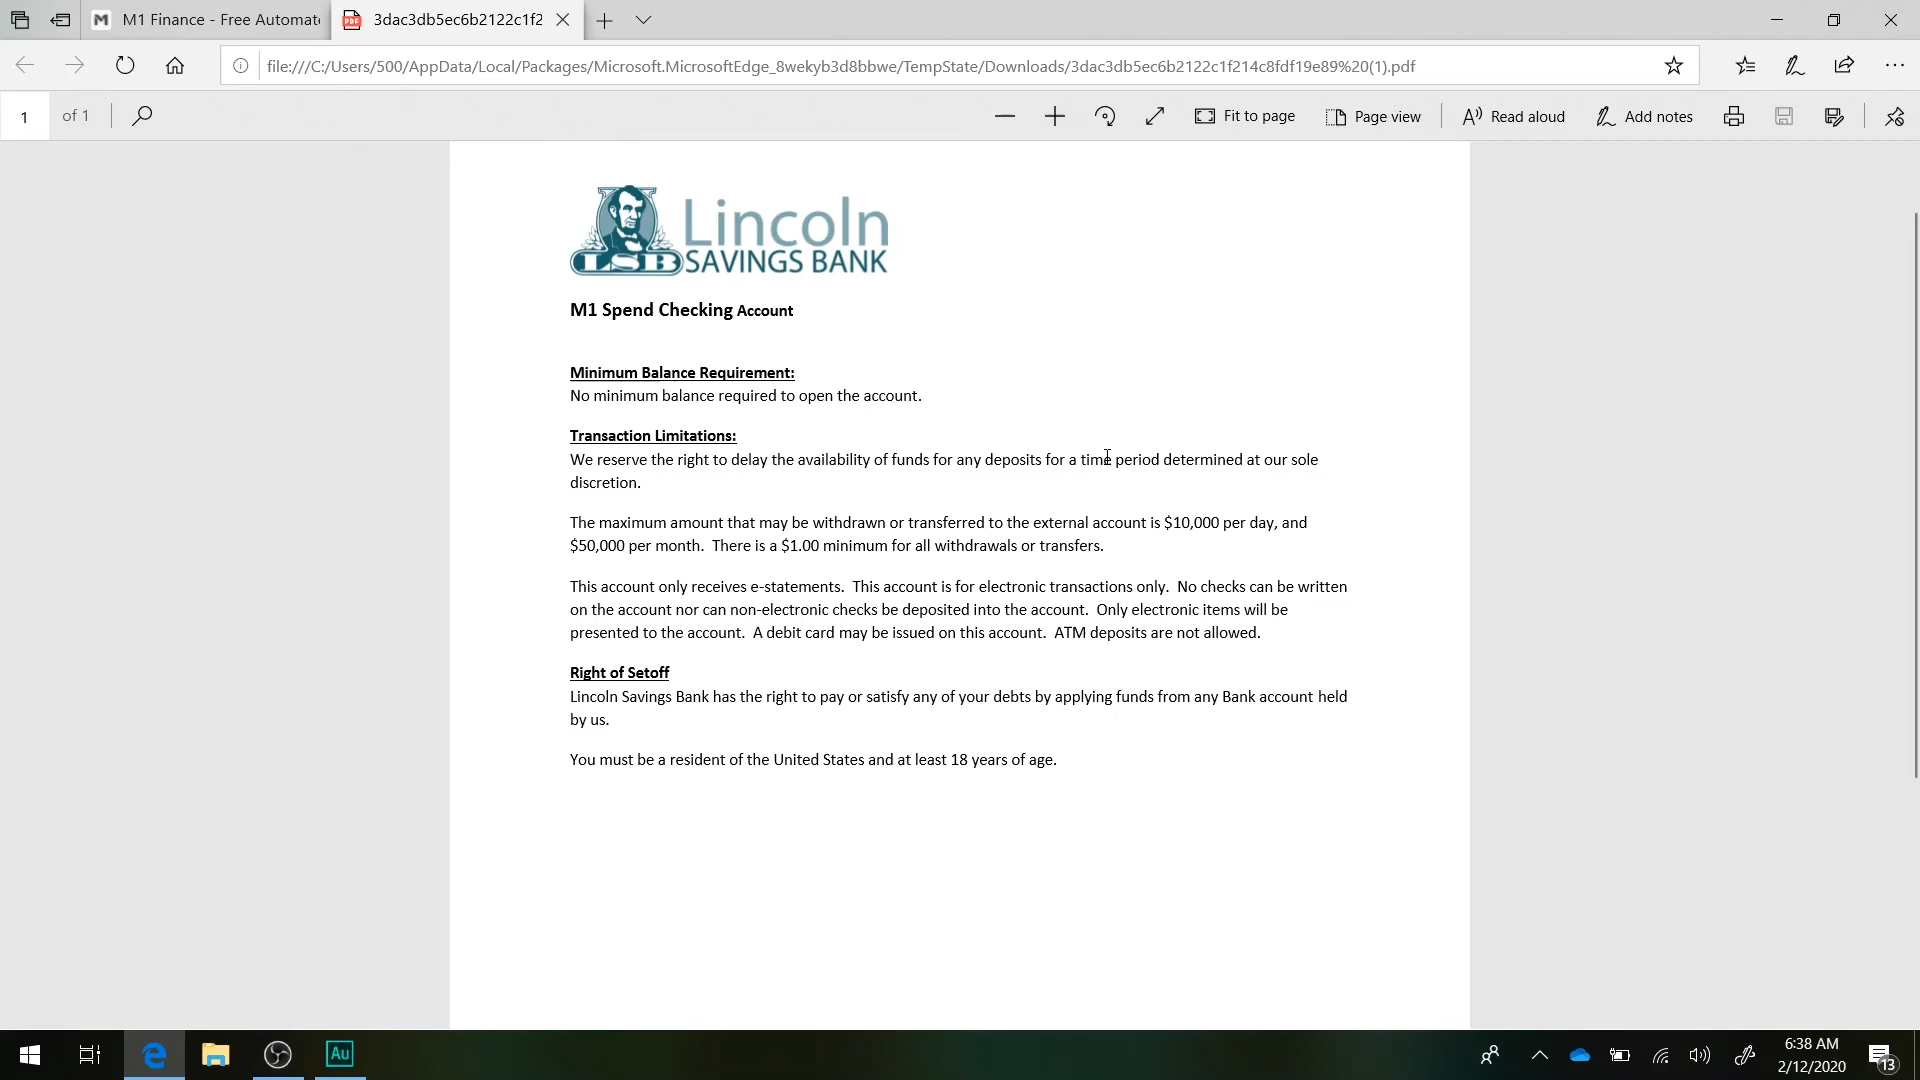 M1 Finance - Free Automat
3dac3db5ec6b2122c1f2
file:///C:/Users/500/AppData/Local/Packages/Microsoft.MicrosoftEdge_8wekyb3d8bbwe/TempState/Downloads/3dac3db5ec6b2122c1f214c8fdf19e89%20(1).pdf
1 of 1
Fit to page
Page view
Read aloud
Add notes
Lincoln
LSB SAVINGS BANK
M1 Spend Checking Account
Minimum Balance Requirement:
No minimum balance required to open the account.
Transaction Limitations:
We reserve the right to delay the availability of funds for any deposits for a time period determined at our sole
discretion.
The maximum amount that may be withdrawn or transferred to the external account is $10,000 per day, and
$50,000 per month.  There is a $1.00 minimum for all withdrawals or transfers.
This account only receives e-statements.  This account is for electronic transactions only.  No checks can be written
on the account nor can non-electronic checks be deposited into the account.  Only electronic items will be
presented to the account.  A debit card may be issued on this account.  ATM deposits are not allowed.
Right of Setoff
Lincoln Savings Bank has the right to pay or satisfy any of your debts by applying funds from any Bank account held
by us.
You must be a resident of the United States and at least 18 years of age.
Au
6:38 AM
2/12/2020
13